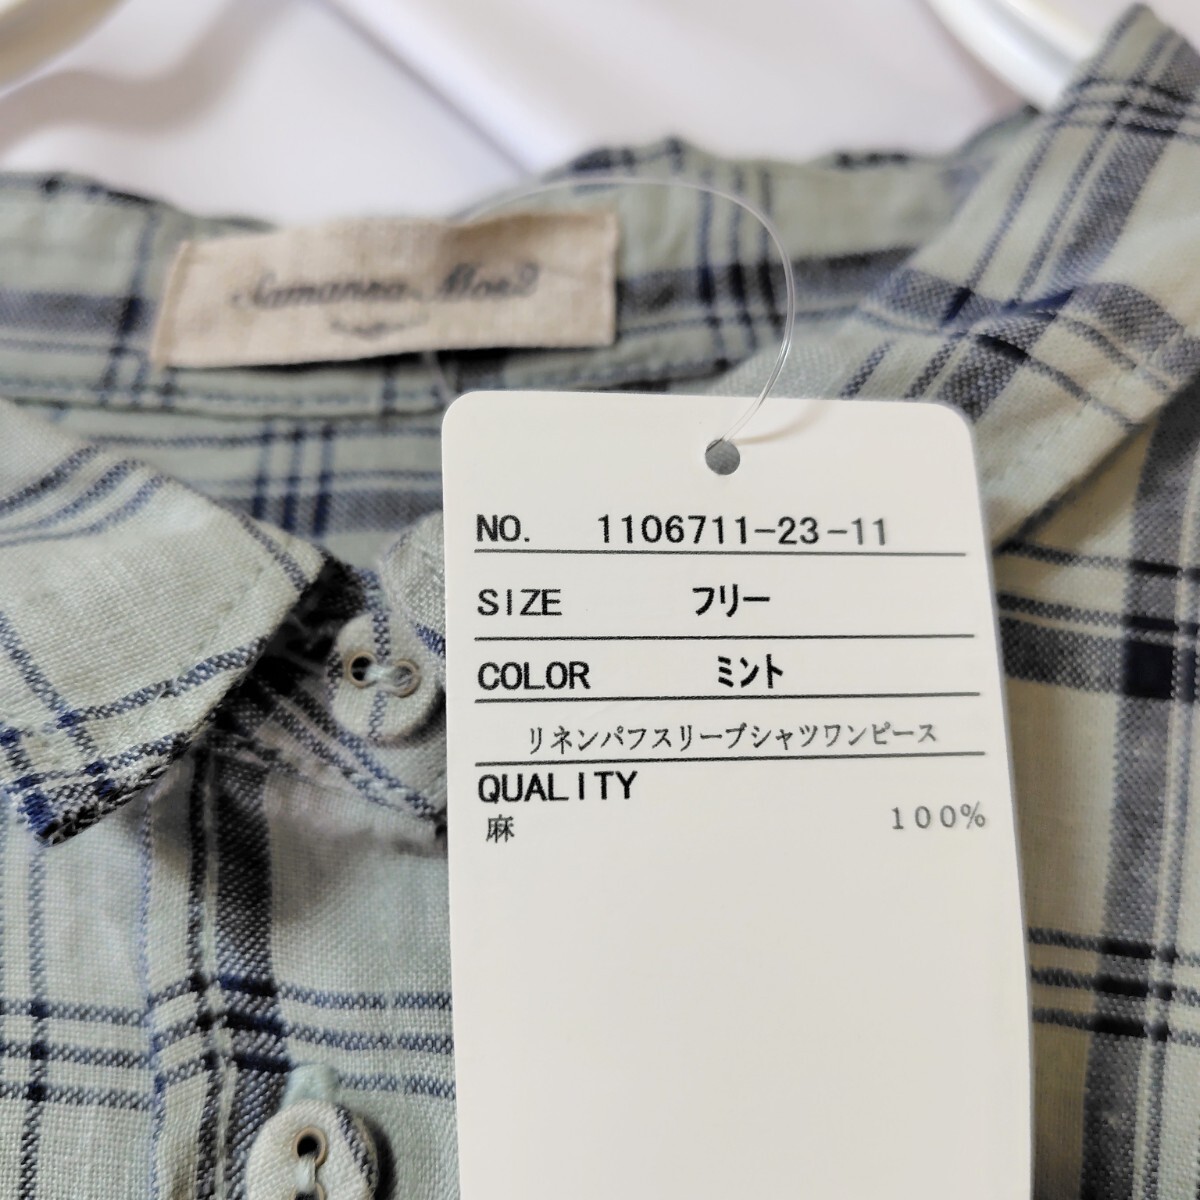 Samansa Mos2
NO. 1106711-23-11
SIZE フリー
COLOR ミント
リネンパフスリーブシャツワンピース
QUALITY
麻 100%